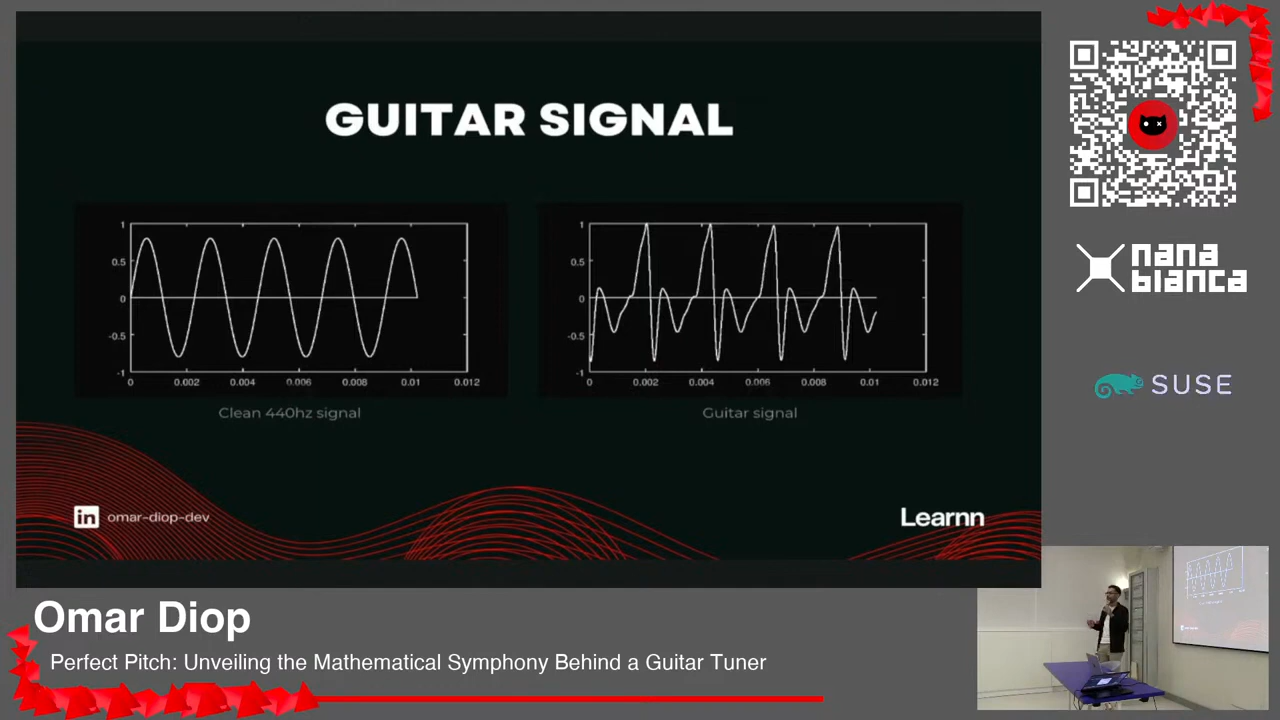 GUITAR SIGNAL
1
0.5
0
-0.5
-1
0 0.002 0.004 0.006 0.008 0.01 0.012
Clean 440hz signal
1
0.5
0
-0.5
-1
0 0.002 0.004 0.006 0.008 0.01 0.012
Guitar signal
in omar-diop-dev
Learnn
nana
bianca
SUSE
Omar Diop
Perfect Pitch: Unveiling the Mathematical Symphony Behind a Guitar Tuner